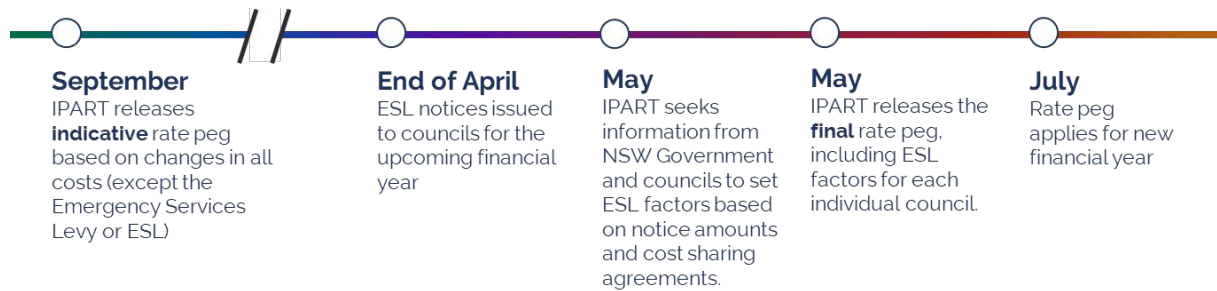 September
IPART releases
indicative rate peg
based on changes in all
costs (except the
Emergency Services
Levy or ESL)
End of April
ESL notices issued
to councils for the
upcoming financial
year
May
IPART seeks
information from
NSW Government
and councils to set
ESL factors based
on notice amounts
and cost sharing
agreements.
May
IPART releases the
final rate peg,
including ESL
factors for each
individual council.
July
Rate peg
applies for new
financial year